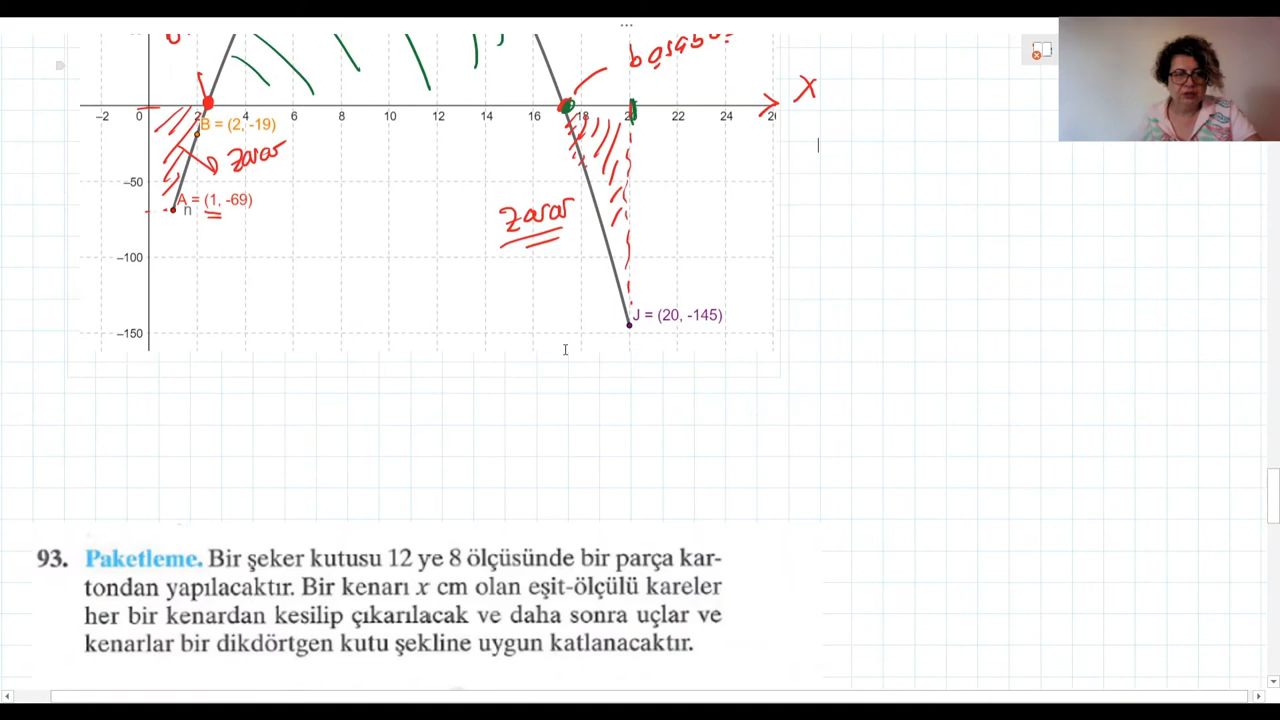 X
−2 0 2 4 6 8 10 12 14 16 18 20 22 24
B = (2, -19)
zarar
−50
A = (1, -69)
n
zarar
−100
J = (20, -145)
−150
93. Paketleme. Bir şeker kutusu 12 ye 8 ölçüsünde bir parça kar-
tondan yapılacaktır. Bir kenarı x cm olan eşit-ölçülü kareler
her bir kenardan kesilip çıkarılacak ve daha sonra uçlar ve
kenarlar bir dikdörtgen kutu şekline uygun katlanacaktır.